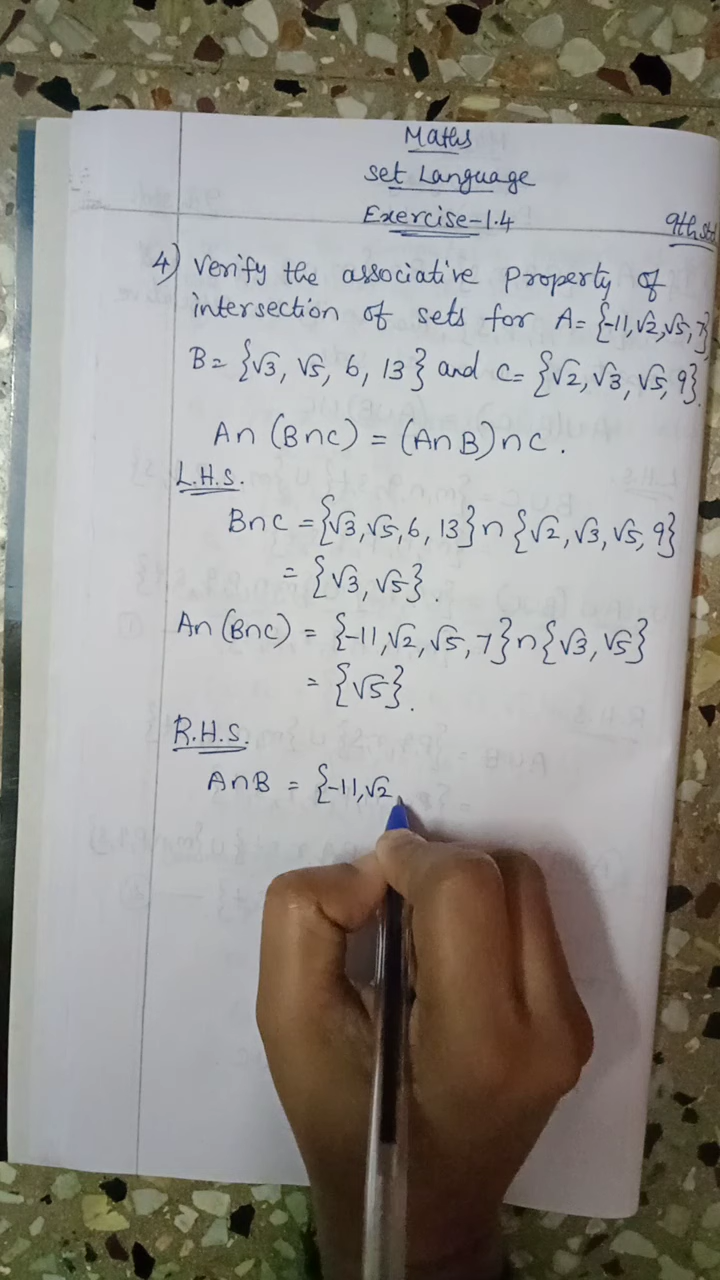 Maths
Set Language
Exercise-1.4
9th std
4) Verify the associative Property of
intersection of sets for A= {-11, √2, √5, 7}
B= {√3, √5, 6, 13} and C= {√2, √3, √5, 9}.
A∩(B∩C) = (A∩B)∩C.
L.H.S.
B∩C = {√3, √5, 6, 13}∩{√2, √3, √5, 9}
= {√3, √5}.
A∩(B∩C) = {-11, √2, √5, 7}∩{√3, √5}
= {√5}.
R.H.S.
A∩B = {-11, √2